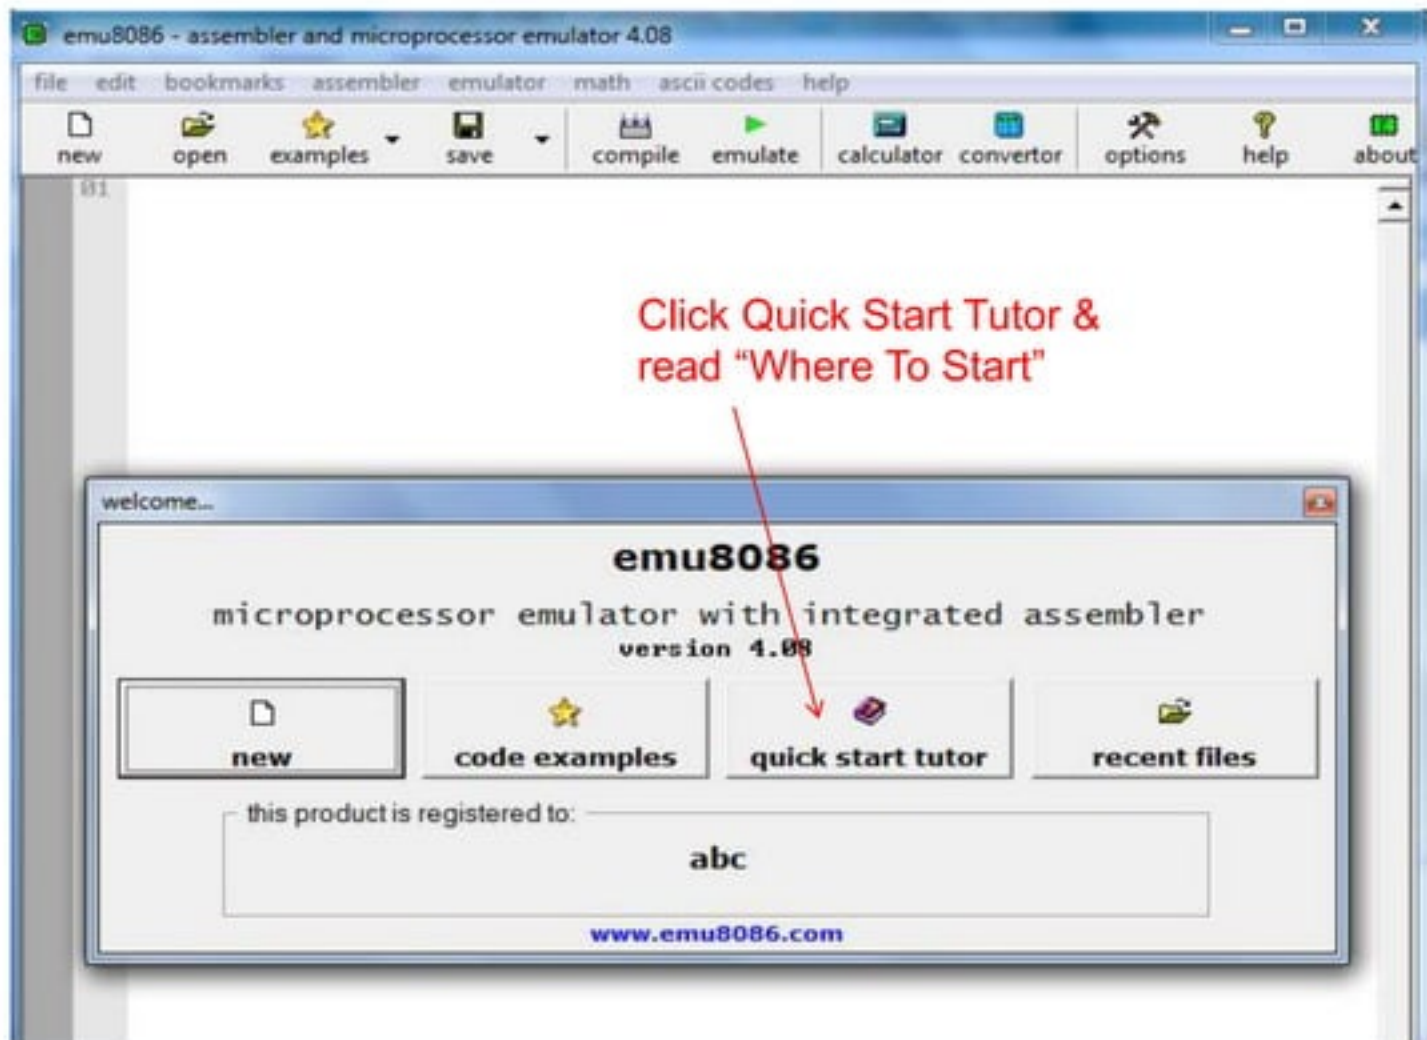 emu8086 - assembler and microprocessor emulator 4.08
file edit bookmarks assembler emulator math ascii codes help
new open examples save compile emulate calculator convertor options help about
01
Click Quick Start Tutor &
read “Where To Start”
welcome...
emu8086
microprocessor emulator with integrated assembler
version 4.08
new code examples quick start tutor recent files
this product is registered to:
abc
www.emu8086.com